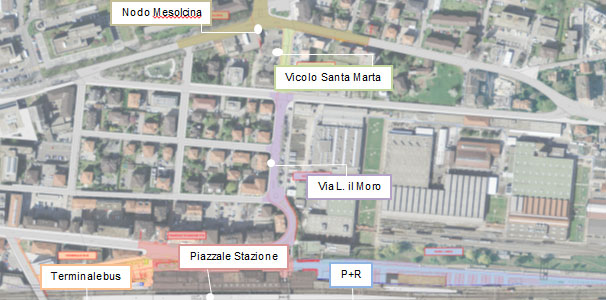 Nodo Mesolcina
Vicolo Santa Marta
Via L. il Moro
Piazzale Stazione
Terminalebus
P+R